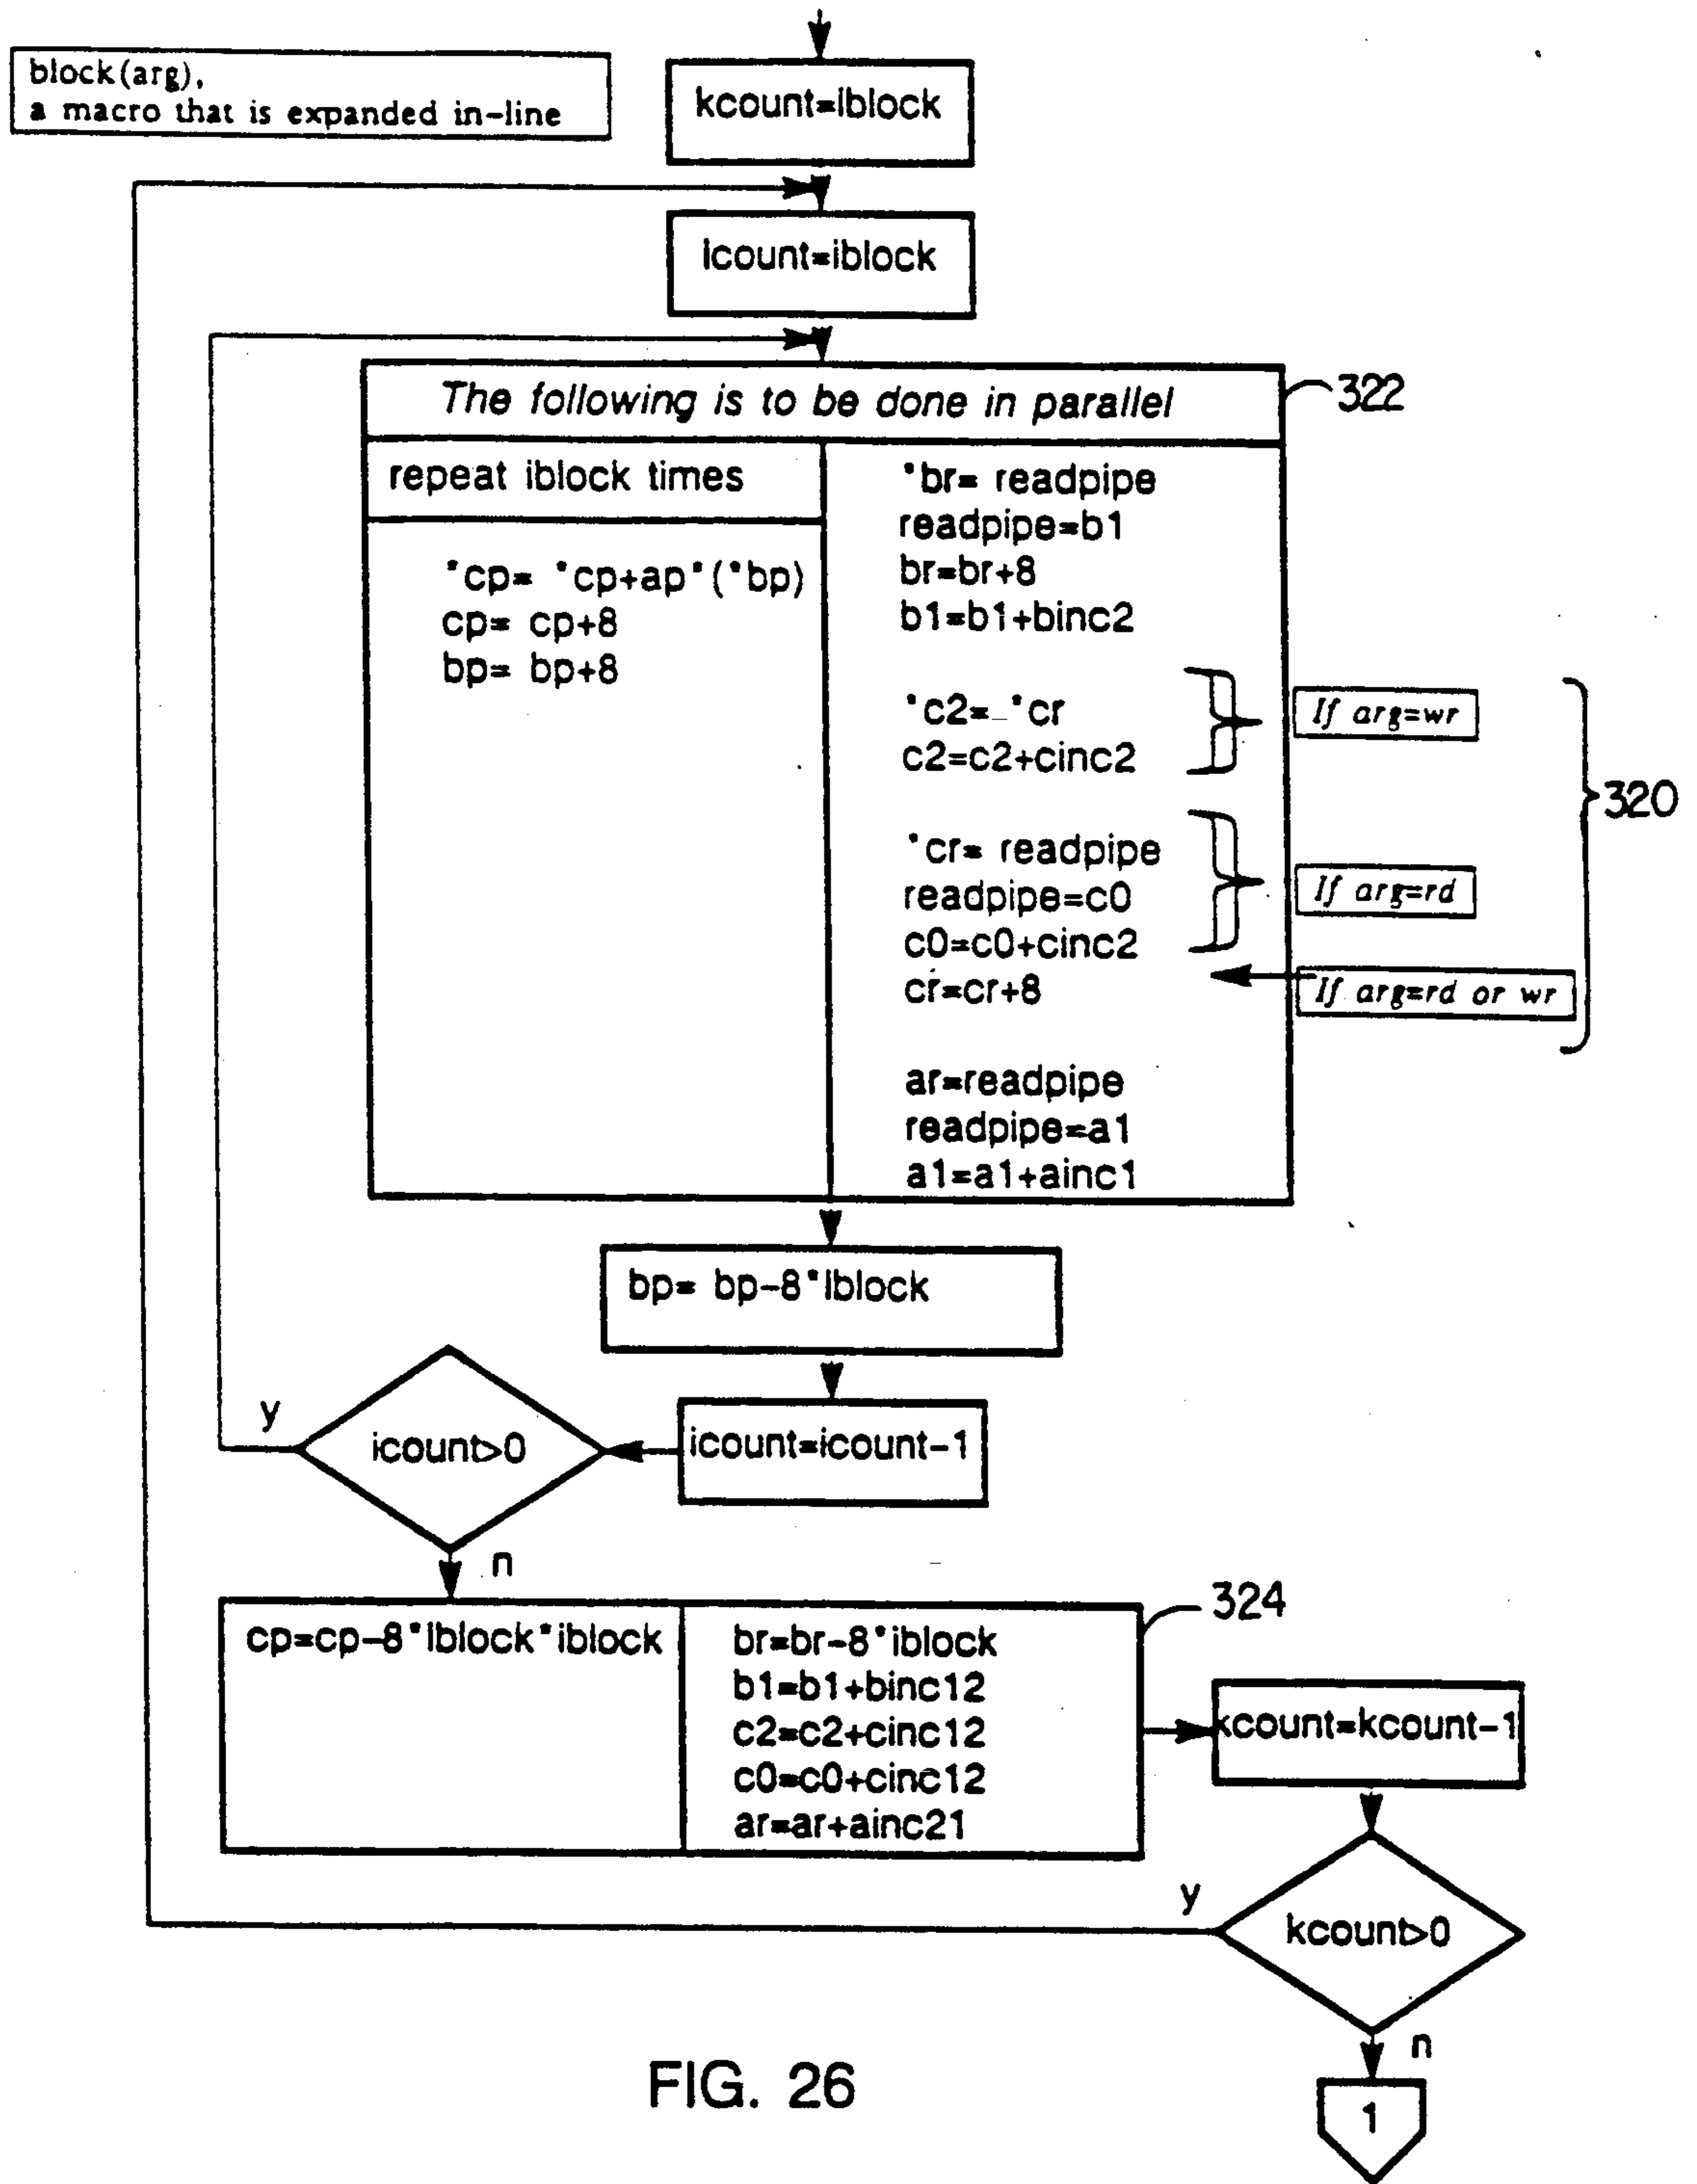 block(arg),
a macro that is expanded in-line
kcount=lblock
lcount=iblock
The following is to be done in parallel
322
repeat iblock times
*cp= *cp+ap*(*bp)
cp= cp+8
bp= bp+8
*br= readpipe
readpipe=b1
br=br+8
b1=b1+binc2
*c2= *cr
c2=c2+cinc2
If arg=wr
*cr= readpipe
readpipe=c0
c0=c0+cinc2
If arg=rd
cr=cr+8
If arg=rd or wr
320
ar=readpipe
readpipe=a1
a1=a1+ainc1
bp= bp-8*lblock
icount=icount-1
icount>0
y
n
324
cp=cp-8*lblock*iblock
br=br-8*iblock
b1=b1+binc12
c2=c2+cinc12
c0=c0+cinc12
ar=ar+ainc21
kcount=kcount-1
y
kcount>0
n
1
FIG. 26